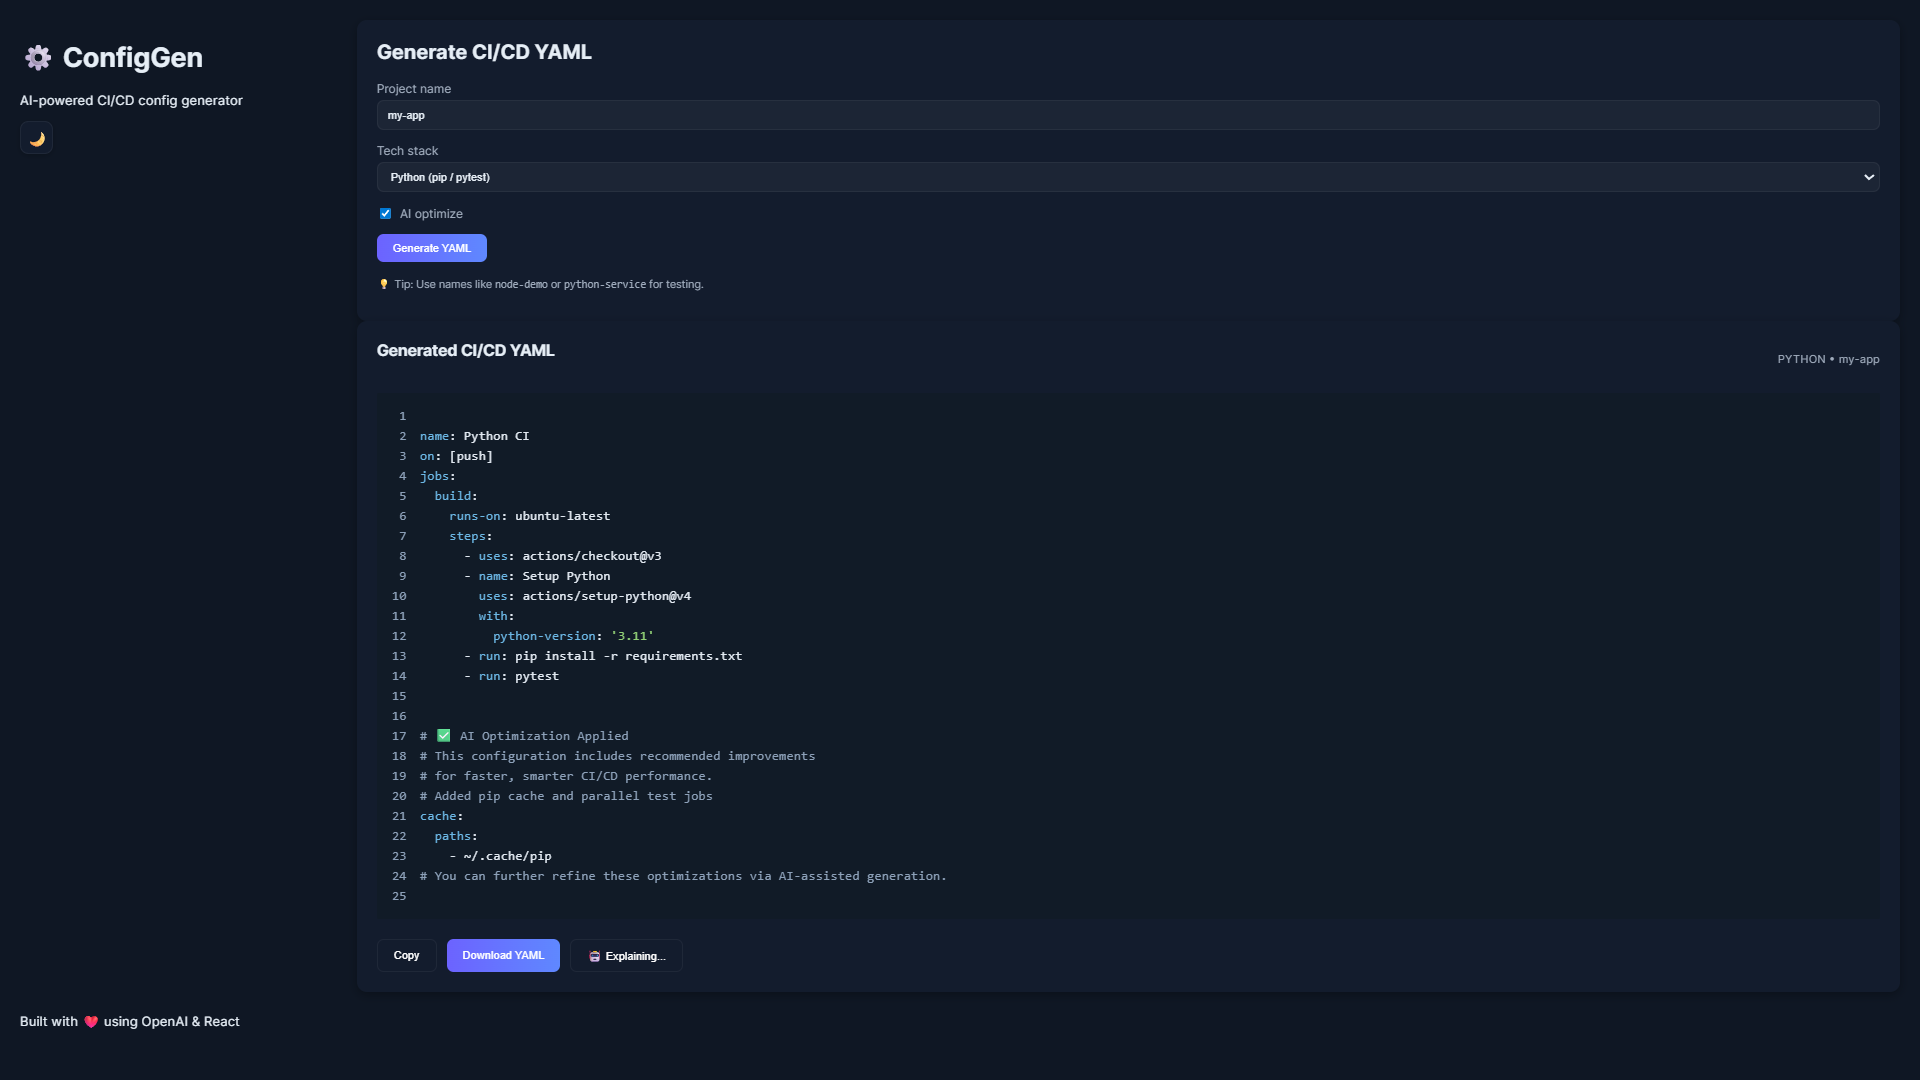 ⚙️ ConfigGen
AI-powered CI/CD config generator
🌙
Generate CI/CD YAML
Project name
my-app
Tech stack
Python (pip / pytest)
AI optimize
Generate YAML
💡 Tip: Use names like node-demo or python-service for testing.
Generated CI/CD YAML
PYTHON • my-app
1
2 name: Python CI
3 on: [push]
4 jobs:
5   build:
6     runs-on: ubuntu-latest
7     steps:
8       - uses: actions/checkout@v3
9       - name: Setup Python
10         uses: actions/setup-python@v4
11         with:
12           python-version: '3.11'
13       - run: pip install -r requirements.txt
14       - run: pytest
15
16
17 # ✅ AI Optimization Applied
18 # This configuration includes recommended improvements
19 # for faster, smarter CI/CD performance.
20 # Added pip cache and parallel test jobs
21 cache:
22   paths:
23     - ~/.cache/pip
24 # You can further refine these optimizations via AI-assisted generation.
25
Copy
Download YAML
🤖 Explaining...
Built with ❤️ using OpenAI & React